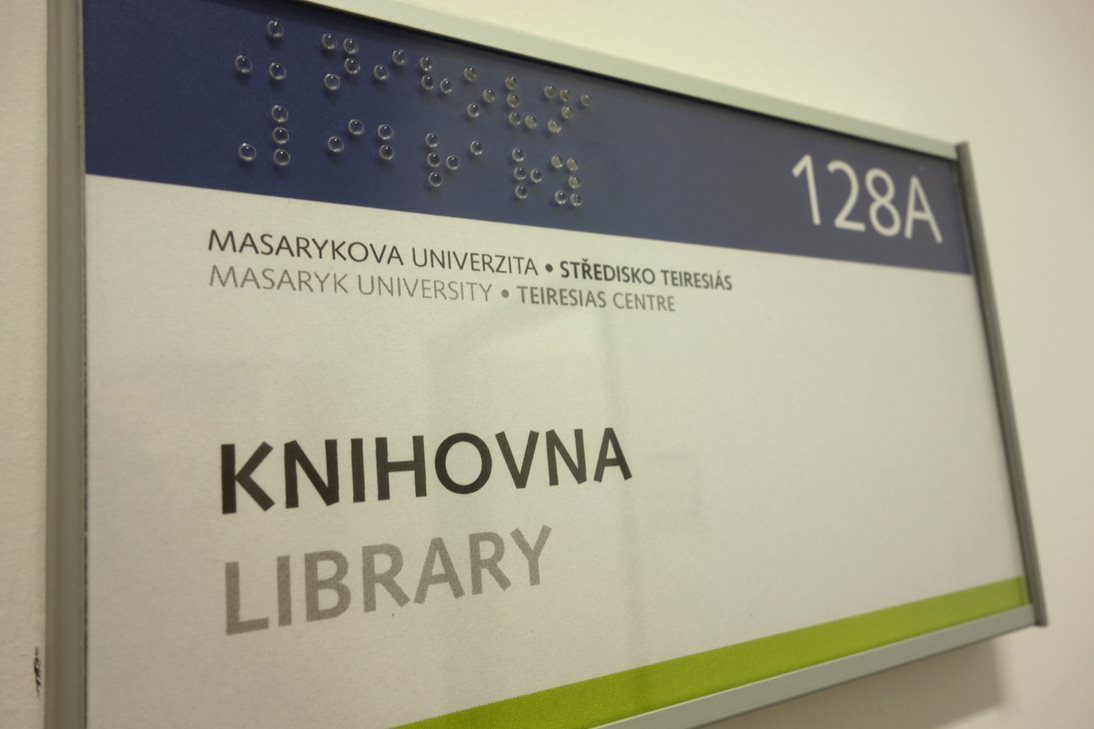 128A
MASARYKOVA UNIVERZITA • STŘEDISKO TEIRESIÁS
MASARYK UNIVERSITY • TEIRESIAS CENTRE
KNIHOVNA
LIBRARY